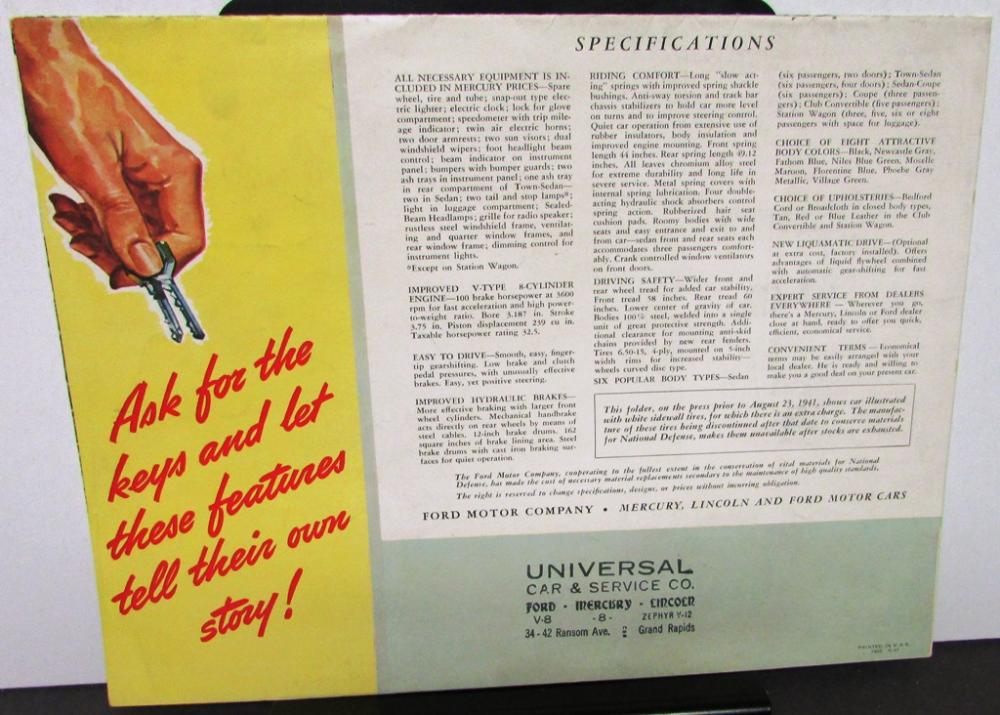 Ask for the
keys and let
these features
tell their own
story!
SPECIFICATIONS
ALL NECESSARY EQUIPMENT IS IN-
CLUDED IN MERCURY PRICES—Spare
wheel, tire and tube; snap-out type elec-
tric lighter; electric clock; lock for glove
compartment; speedometer with trip mile-
age indicator; twin air electric horns;
two door armrests; two sun visors; dual
windshield wipers; foot headlight beam
control; beam indicator on instrument
panel; bumpers with bumper guards; two
ash trays in instrument panel; one ash tray
in rear compartment of Town-Sedan—
two in Sedan; two tail and stop lamps*;
light in luggage compartment; Sealed-
Beam Headlamps; grille for radio speaker;
rustless steel windshield frame, ventilat-
ing and quarter window frames, and
rear window frame; dimming control for
instrument lights.
*Except on Station Wagon.
IMPROVED V-TYPE 8-CYLINDER
ENGINE—100 brake horsepower at 3600
rpm for fast acceleration and high power-
to-weight ratio. Bore 3.187 in. Stroke
3.75 in. Piston displacement 239 cu in.
Taxable horsepower rating 32.5.
EASY TO DRIVE—Smooth, easy, finger-
tip gearshifting. Low brake and clutch
pedal pressures, with unusually effective
brakes. Easy, yet positive steering.
IMPROVED HYDRAULIC BRAKES—
More effective braking with larger front
wheel cylinders. Mechanical handbrake
acts directly on rear wheels by means of
steel cables. 12-inch brake drums. 162
square inches of brake lining area. Steel
brake drums with cast iron braking sur-
faces for quiet operation.
RIDING COMFORT—Long "slow act-
ing" springs with improved spring shackle
bushings. Anti-sway torsion and track bar
chassis stabilizers to hold car more level
on turns and to improve steering control.
Quiet car operation from extensive use of
rubber insulators, body insulation and
improved engine mounting. Front spring
length 44 inches. Rear spring length 49.12
inches. All leaves chromium alloy steel
for extreme durability and long life in
severe service. Metal spring covers with
internal spring lubrication. Four double-
acting hydraulic shock absorbers control
spring action. Rubberized hair seat
cushion pads. Roomy bodies with wide
seats and easy entrance and exit to and
from car—sedan front and rear seats each
accommodates three passengers comfort-
ably. Crank controlled window ventilators
on front doors.
DRIVING SAFETY—Wider front and
rear wheel tread for added car stability.
Front tread 58 inches. Rear tread 60
inches. Lower center of gravity of car.
Bodies 100% steel, welded into a single
unit of great protective strength. Addi-
tional clearance for mounting anti-skid
chains provided by new rear fenders.
Tires 6.50-15, 4-ply, mounted on 5-inch
width rims for increased stability—
wheels curved disc type.
SIX POPULAR BODY TYPES—Sedan
(six passengers, two doors); Town-Sedan
(six passengers, four doors); Sedan-Coupe
(six passengers); Coupe (three passen-
gers); Club Convertible (five passengers);
Station Wagon (three, five, six or eight
passengers with space for luggage).
CHOICE OF EIGHT ATTRACTIVE
BODY COLORS—Black, Newcastle Gray,
Fathom Blue, Niles Blue Green, Moselle
Maroon, Florentine Blue, Phoebe Gray
Metallic, Village Green.
CHOICE OF UPHOLSTERIES—Bedford
Cord or Broadcloth in closed body types,
Tan, Red or Blue Leather in the Club
Convertible and Station Wagon.
NEW LIQUAMATIC DRIVE—(Optional
at extra cost, factory installed). Offers
advantages of liquid flywheel combined
with automatic gear-shifting for fast
acceleration.
EXPERT SERVICE FROM DEALERS
EVERYWHERE — Wherever you go,
there's a Mercury, Lincoln or Ford dealer
close at hand, ready to offer you quick,
efficient, economical service.
CONVENIENT TERMS — Economical
terms may be easily arranged with your
local dealer. He is ready and willing to
make you a good deal on your present car.
This folder, on the press prior to August 23, 1941, shows car illustrated
with white sidewall tires, for which there is an extra charge. The manufac-
ture of these tires being discontinued after that date to conserve materials
for National Defense, makes them unavailable after stocks are exhausted.
The Ford Motor Company, cooperating to the fullest extent in the conservation of vital materials for National
Defense, has made the cost of necessary material replacements secondary to the maintenance of high quality standards.
The right is reserved to change specifications, designs, or prices without incurring obligation.
FORD MOTOR COMPANY • MERCURY, LINCOLN AND FORD MOTOR CARS
UNIVERSAL
CAR & SERVICE CO.
FORD - MERCURY - LINCOLN
V-8 - 8 - ZEPHYR V-12
34-42 Ransom Ave. Grand Rapids
PRINTED IN U.S.A.